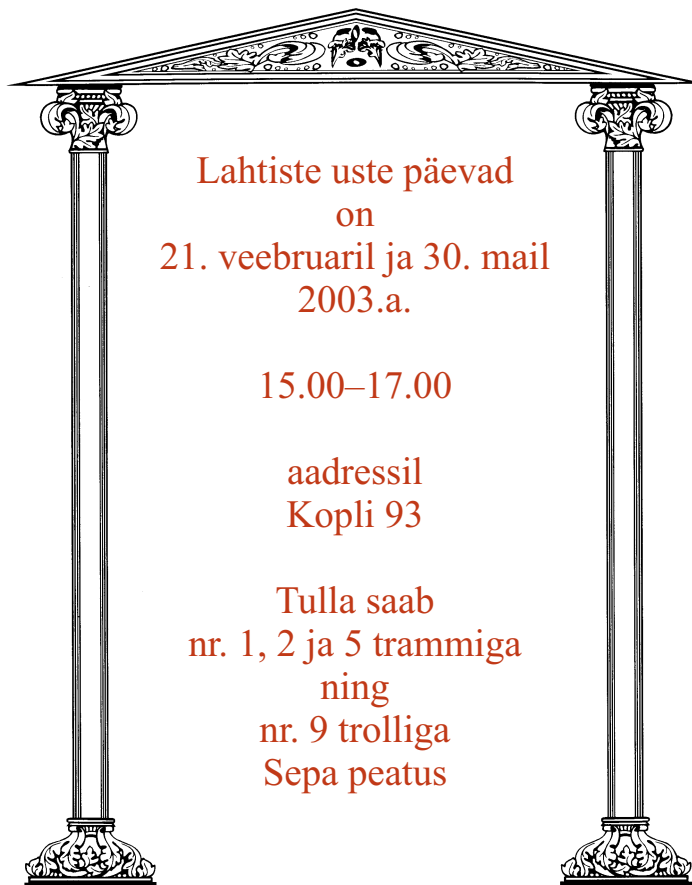 Lahtiste uste päevad
on
21. veebruaril ja 30. mail
2003.a.
15.00–17.00
aadressil
Kopli 93
Tulla saab
nr. 1, 2 ja 5 trammiga
ning
nr. 9 trolliga
Sepa peatus